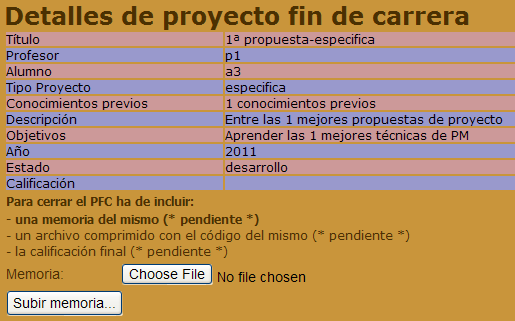 Detalles de proyecto fin de carrera
Título 1ª propuesta-especifica
Profesor p1
Alumno a3
Tipo Proyecto especifica
Conocimientos previos 1 conocimientos previos
Descripción Entre las 1 mejores propuestas de proyecto
Objetivos Aprender las 1 mejores técnicas de PM
Año 2011
Estado desarrollo
Calificación
Para cerrar el PFC ha de incluir:
- una memoria del mismo (* pendiente *)
- un archivo comprimido con el código del mismo (* pendiente *)
- la calificación final (* pendiente *)
Memoria: Choose File No file chosen
Subir memoria...